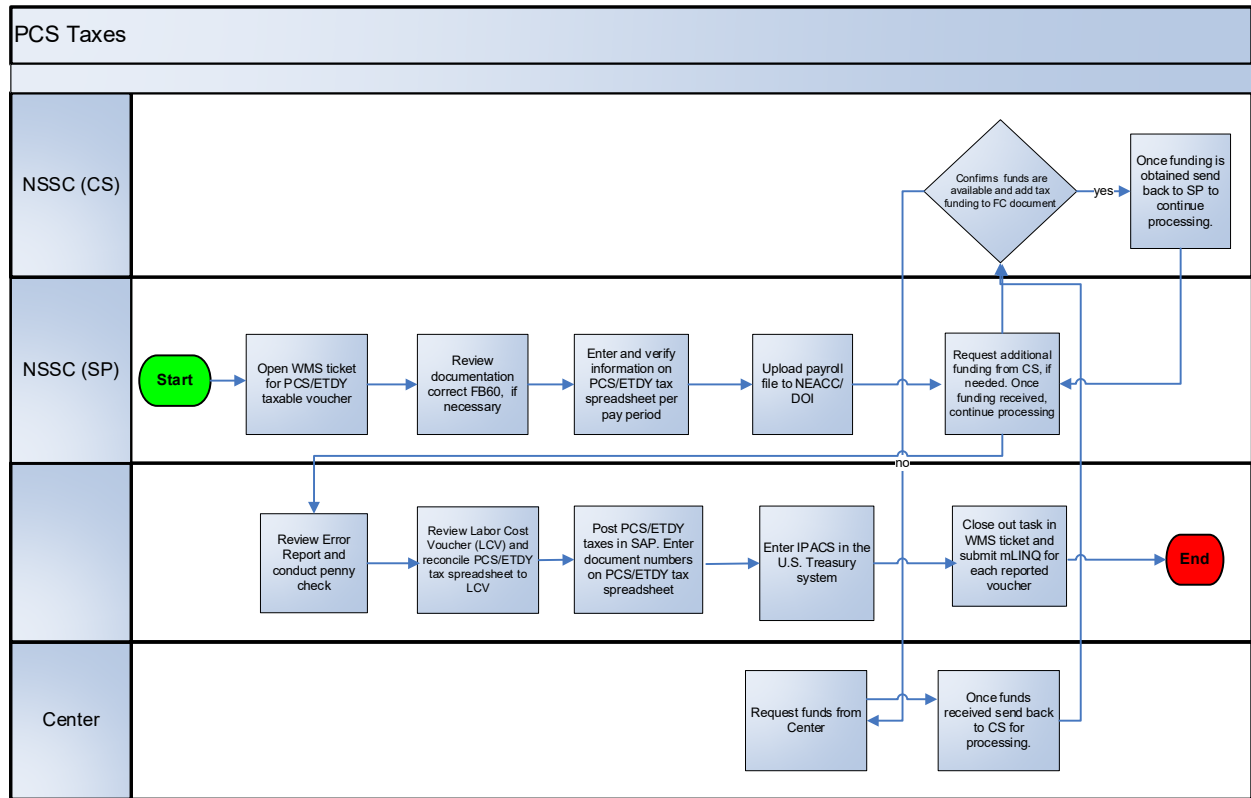 PCS Taxes
NSSC (CS)
Confirms funds are
available and add tax
funding to FC document
yes
Once funding is
obtained send
back to SP to
continue
processing.
NSSC (SP)
Start
Open WMS ticket
for PCS/ETDY
taxable voucher
Review
documentation
correct FB60, if
necessary
Enter and verify
information on
PCS/ETDY tax
spreadsheet per
pay period
Upload payroll
file to NEACC/
DOI
Request additional
funding from CS, if
needed. Once
funding received,
continue processing
no
Review Error
Report and
conduct penny
check
Review Labor Cost
Voucher (LCV) and
reconcile PCS/ETDY
tax spreadsheet to
LCV
Post PCS/ETDY
taxes in SAP. Enter
document numbers
on PCS/ETDY tax
spreadsheet
Enter IPACS in the
U.S. Treasury
system
Close out task in
WMS ticket and
submit mLINQ for
each reported
voucher
End
Center
Request funds from
Center
Once funds
received send back
to CS for
processing.